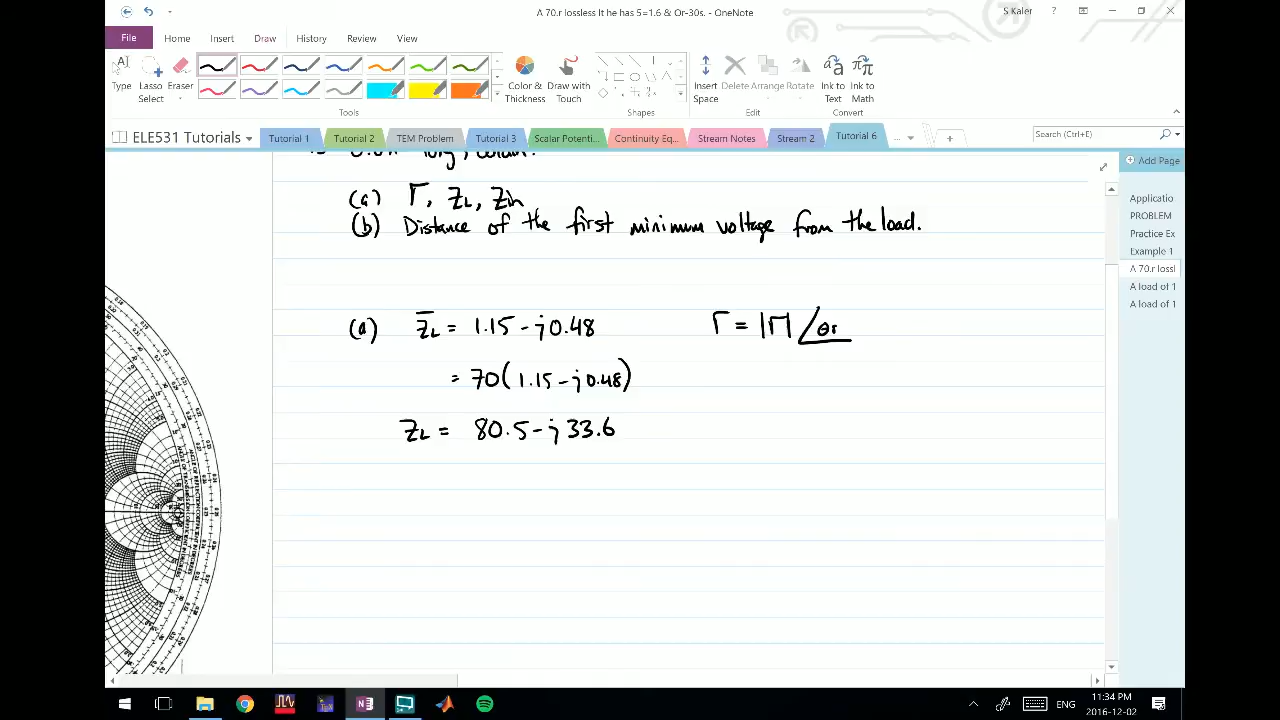 A 70.r lossless lt he has 5=1.6 & Or-30s. - OneNote
S Kaler
?
File Home Insert Draw History Review View
Type
Lasso Select
Eraser
Color & Thickness
Draw with Touch
Insert Space
Delete
Arrange
Rotate
Ink to Text
Ink to Math
Tools Shapes Edit Convert
ELE531 Tutorials
Tutorial 1 Tutorial 2 TEM Problem Tutorial 3 Scalar Potenti... Continuity Eq... Stream Notes Stream 2 Tutorial 6 ...
Search (Ctrl+E)
Add Page
Applicatio
PROBLEM
Practice Ex
Example 1
A 70.r lossl
A load of 1
A load of 1
(a) Γ, ZL, Zin
(b) Distance of the first minimum voltage from the load.
(a) z̄L = 1.15 - j0.48 Γ = |Γ| ∠θr
= 70(1.15 - j0.48)
ZL = 80.5 - j33.6
ENG
11:34 PM
2016-12-02